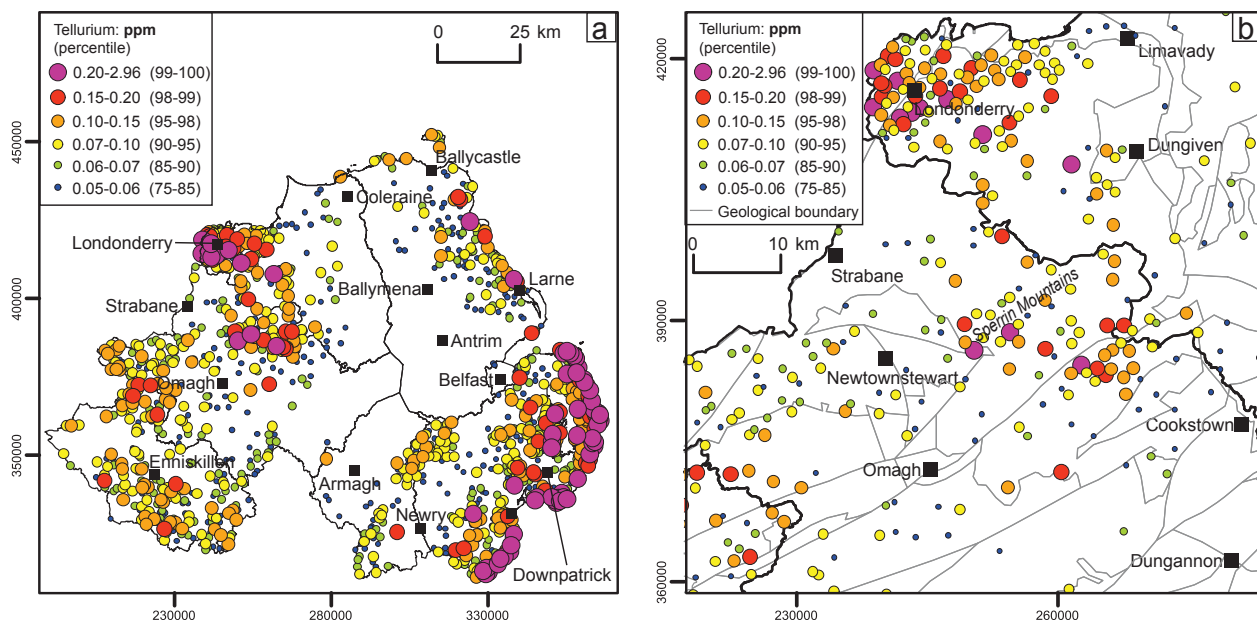 Tellurium: ppm
(percentile)
0.20-2.96 (99-100)
0.15-0.20 (98-99)
0.10-0.15 (95-98)
0.07-0.10 (90-95)
0.06-0.07 (85-90)
0.05-0.06 (75-85)
0 25 km
a
450000
400000
350000
230000 280000 330000
Ballycastle
Coleraine
Londonderry
Larne
Strabane
Ballymena
Antrim
Omagh
Belfast
Enniskillen
Armagh
Newry
Downpatrick
Tellurium: ppm
(percentile)
0.20-2.96 (99-100)
0.15-0.20 (98-99)
0.10-0.15 (95-98)
0.07-0.10 (90-95)
0.06-0.07 (85-90)
0.05-0.06 (75-85)
Geological boundary
0 10 km
b
420000
390000
360000
230000 260000
Limavady
Londonderry
Dungiven
Strabane
Sperrin Mountains
Newtownstewart
Cookstown
Omagh
Dungannon